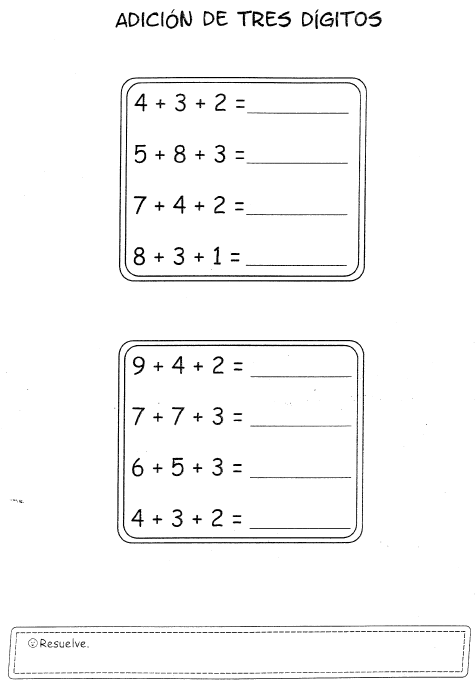 ADICIÓN DE TRES DÍGITOS
4 + 3 + 2 =
5 + 8 + 3 =
7 + 4 + 2 =
8 + 3 + 1 =
9 + 4 + 2 =
7 + 7 + 3 =
6 + 5 + 3 =
4 + 3 + 2 =
Resuelve.